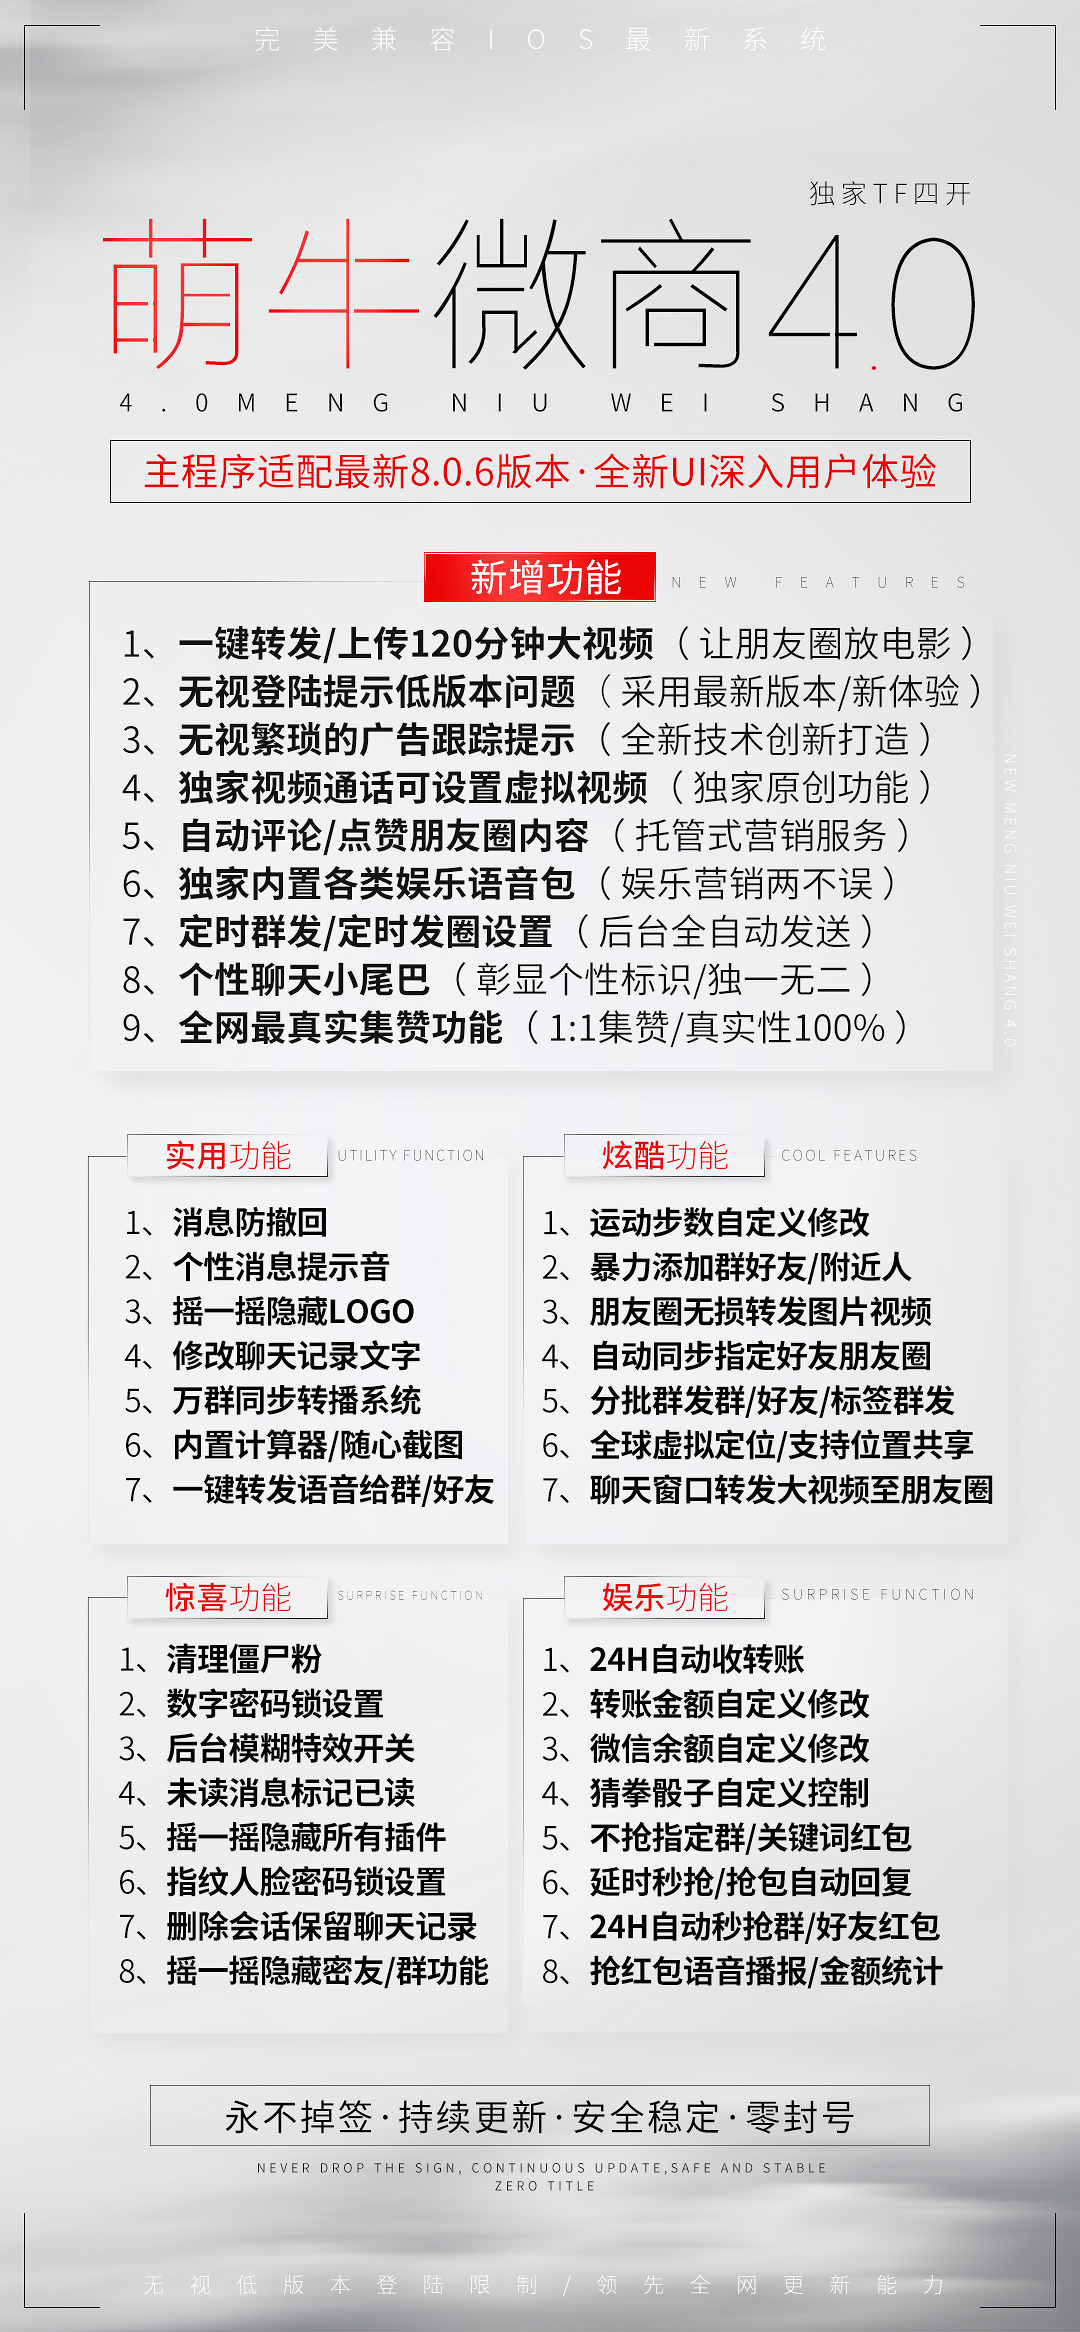 完美兼容IOS最新系统
独家TF四开
萌牛微商4.0
4.0MENG NIU WEI SHANG
主程序适配最新8.0.6版本·全新UI深入用户体验
新增功能 NEW FEATURES
1、一键转发/上传120分钟大视频（让朋友圈放电影）
2、无视登陆提示低版本问题（采用最新版本/新体验）
3、无视繁琐的广告跟踪提示（全新技术创新打造）
4、独家视频通话可设置虚拟视频（独家原创功能）
5、自动评论/点赞朋友圈内容（托管式营销服务）
6、独家内置各类娱乐语音包（娱乐营销两不误）
7、定时群发/定时发圈设置（后台全自动发送）
8、个性聊天小尾巴（彰显个性标识/独一无二）
9、全网最真实集赞功能（1:1集赞/真实性100%）
NEW MENG NIU WEI SHANG 4.0
实用功能 UTILITY FUNCTION
1、消息防撤回
2、个性消息提示音
3、摇一摇隐藏LOGO
4、修改聊天记录文字
5、万群同步转播系统
6、内置计算器/随心截图
7、一键转发语音给群/好友
炫酷功能 COOL FEATURES
1、运动步数自定义修改
2、暴力添加群好友/附近人
3、朋友圈无损转发图片视频
4、自动同步指定好友朋友圈
5、分批群发群/好友/标签群发
6、全球虚拟定位/支持位置共享
7、聊天窗口转发大视频至朋友圈
惊喜功能 SURPRISE FUNCTION
1、清理僵尸粉
2、数字密码锁设置
3、后台模糊特效开关
4、未读消息标记已读
5、摇一摇隐藏所有插件
6、指纹人脸密码锁设置
7、删除会话保留聊天记录
8、摇一摇隐藏密友/群功能
娱乐功能 SURPRISE FUNCTION
1、24H自动收转账
2、转账金额自定义修改
3、微信余额自定义修改
4、猜拳骰子自定义控制
5、不抢指定群/关键词红包
6、延时秒抢/抢包自动回复
7、24H自动秒抢群/好友红包
8、抢红包语音播报/金额统计
永不掉签·持续更新·安全稳定·零封号
NEVER DROP THE SIGN, CONTINUOUS UPDATE,SAFE AND STABLE
ZERO TITLE
无视低版本登陆限制/领先全网更新能力